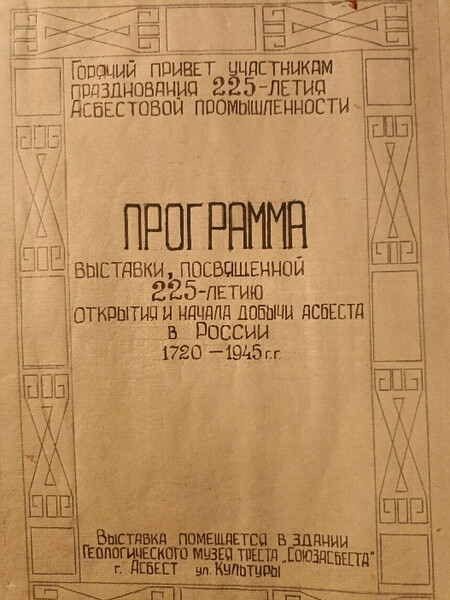 Горячий привет участникам
празднования 225-летия
Асбестовой промышленности
ПРОГРАММА
выставки, посвященной
225-летию
открытия и начала добычи асбеста
в России
1720 — 1945 г.г.
Выставка помещается в здании
Геологического музея треста „Союзасбеста"
г. Асбест ул. Культуры